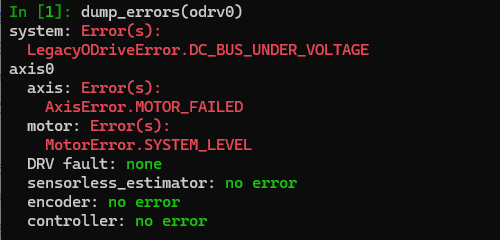 In [1]: dump_errors(odrv0)
system: Error(s):
  LegacyODriveError.DC_BUS_UNDER_VOLTAGE
axis0
  axis: Error(s):
    AxisError.MOTOR_FAILED
  motor: Error(s):
    MotorError.SYSTEM_LEVEL
  DRV fault: none
  sensorless_estimator: no error
  encoder: no error
  controller: no error